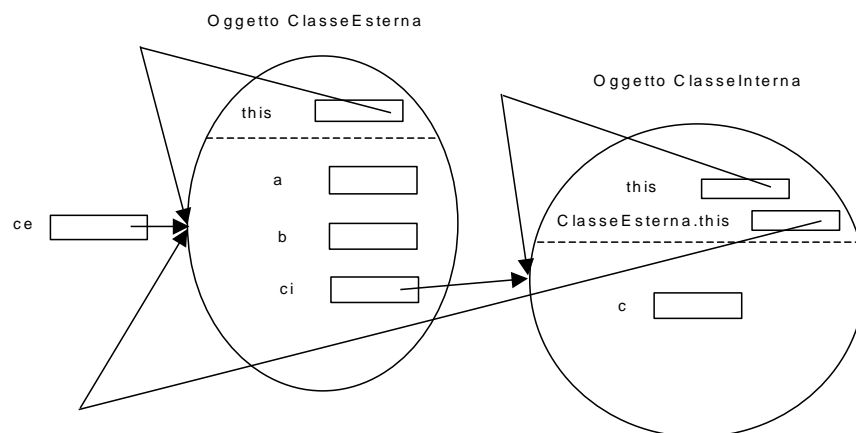 Oggetto ClasseEsterna
Oggetto ClasseInterna
this
a
b
ci
ce
this
ClasseEsterna.this
c